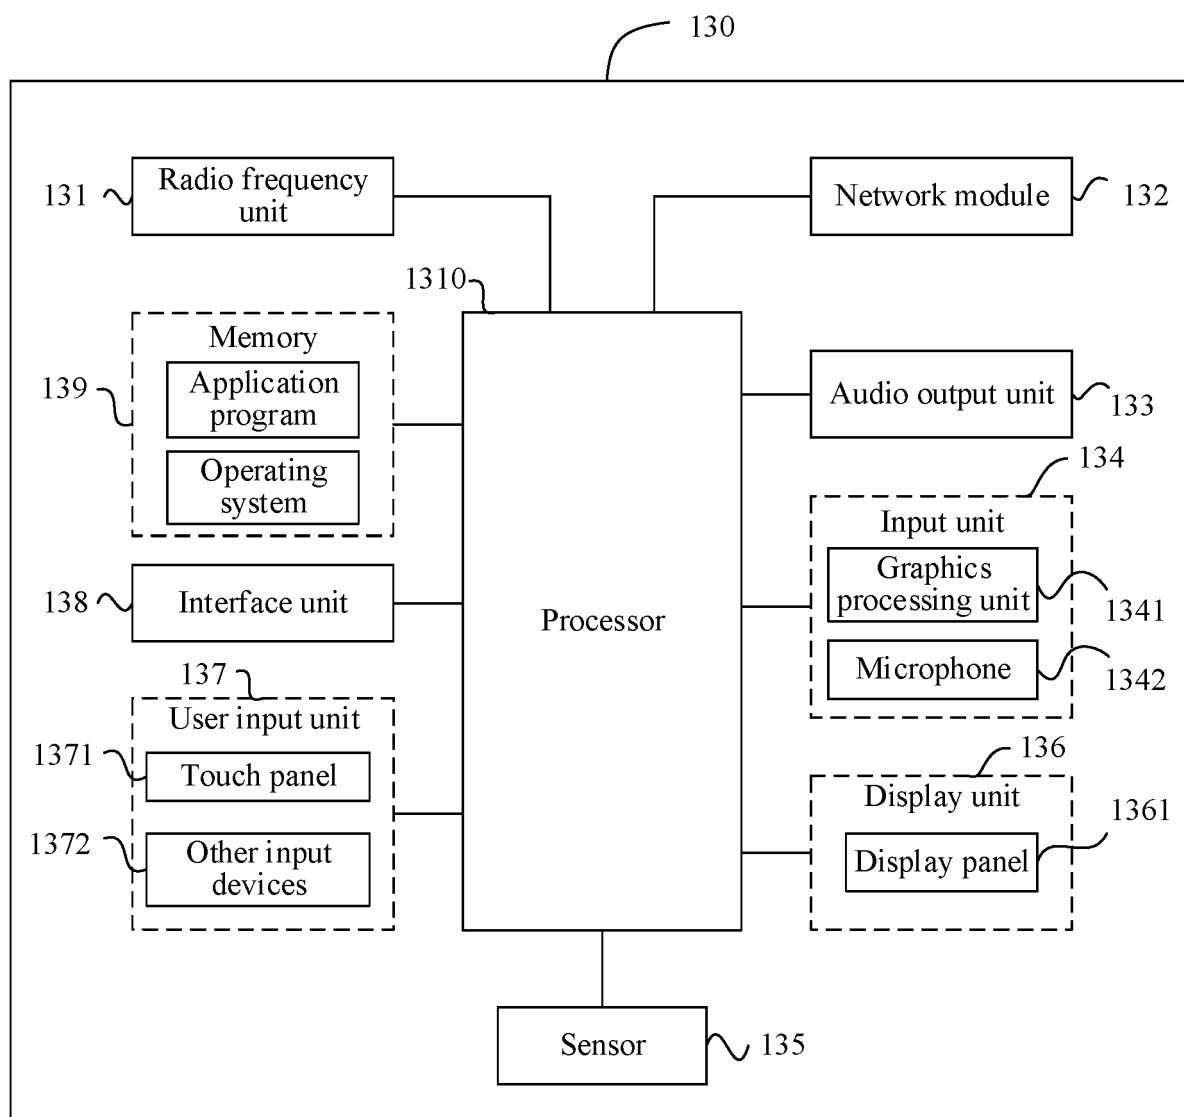 130
131
Radio frequency
unit
Network module
132
1310
Memory
139
Application
program
Operating
system
Audio output unit
133
134
Input unit
Graphics
processing unit
1341
Microphone
1342
138
Interface unit
Processor
137
User input unit
1371
Touch panel
1372
Other input
devices
136
Display unit
1361
Display panel
Sensor
135